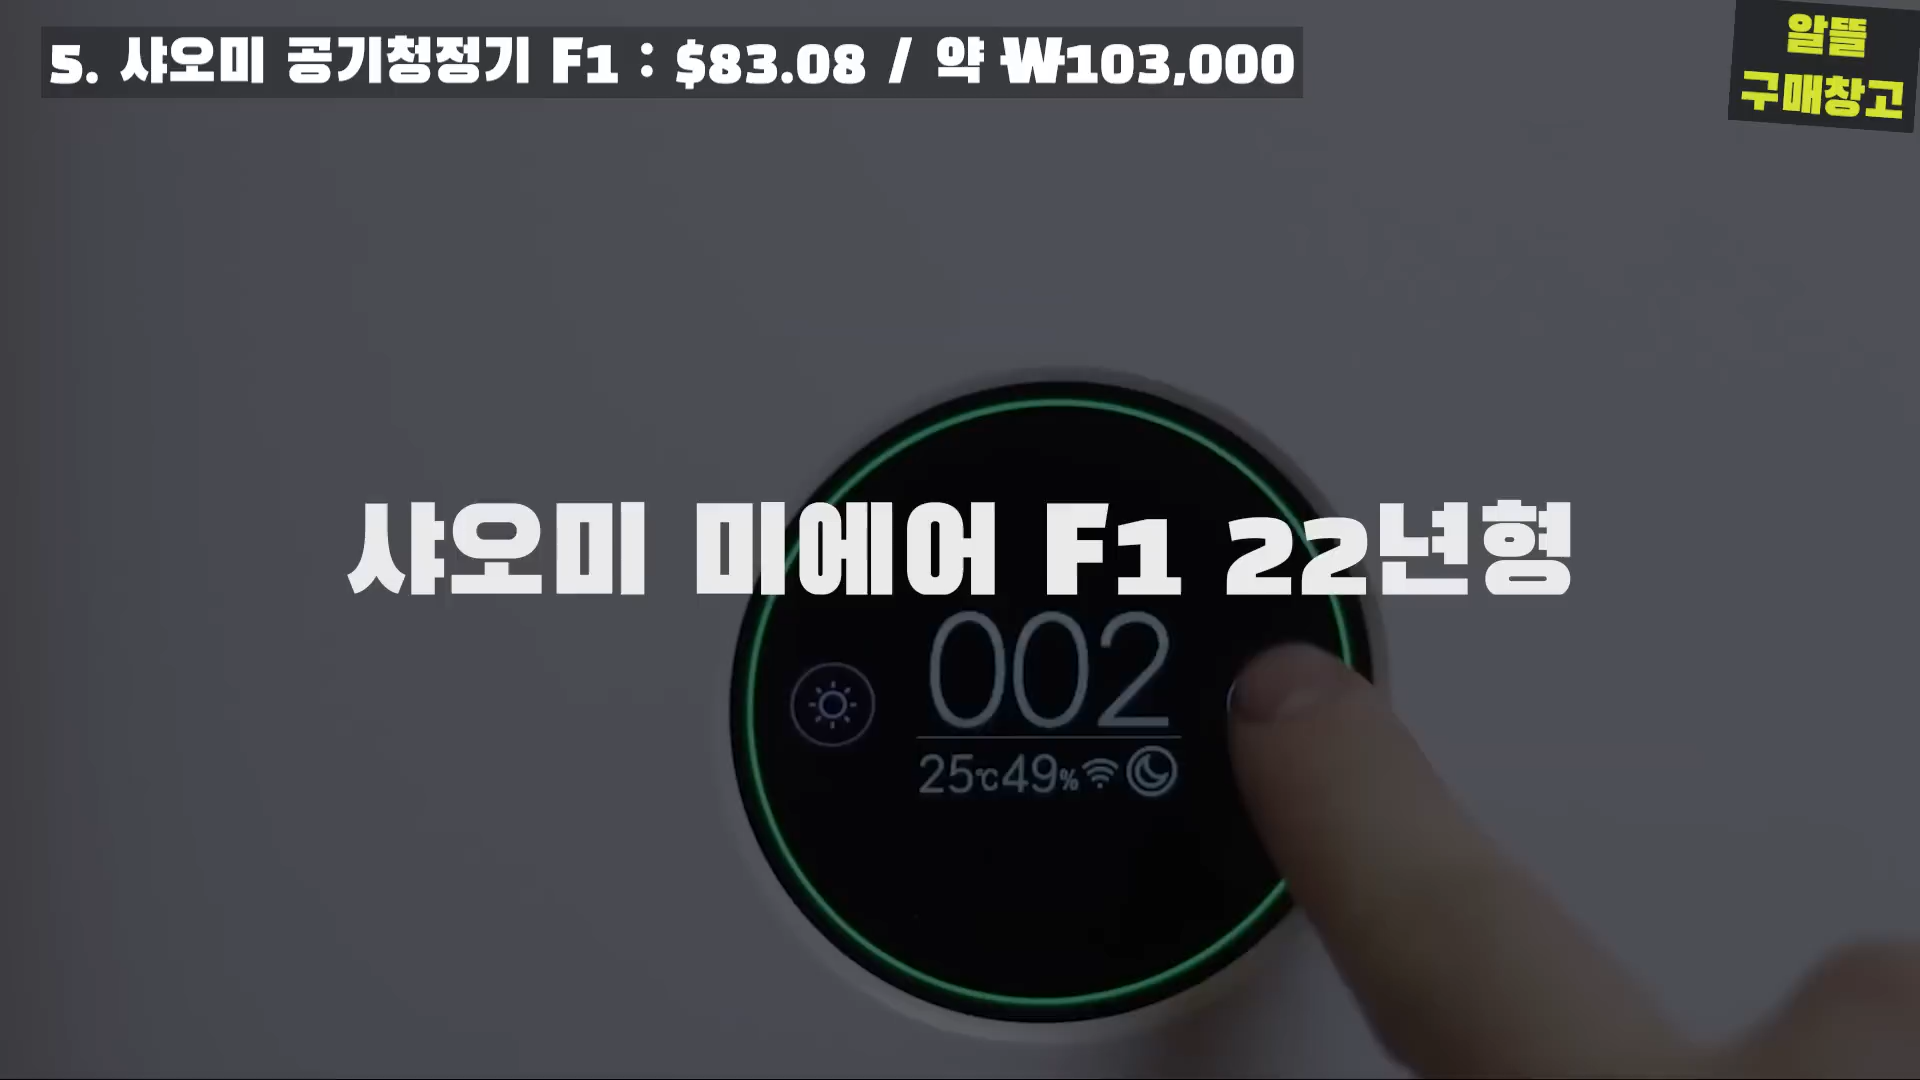 5. 샤오미 공기청정기 F1 : $83.08 / 약 ₩103,000
알뜰
구매창고
샤오미 미에어 F1 22년형
002
25℃49%